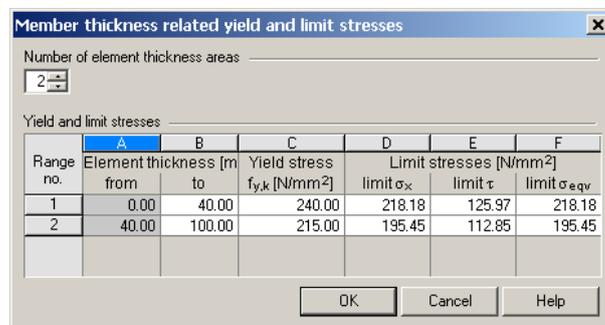 Member thickness related yield and limit stresses
Number of element thickness areas
2
Yield and limit stresses
A B C D E F
Range Element thickness [m Yield stress Limit stresses [N/mm²]
no. from to fy,k [N/mm²] limit σx limit τ limit σeqv
1 0.00 40.00 240.00 218.18 125.97 218.18
2 40.00 100.00 215.00 195.45 112.85 195.45
OK Cancel Help